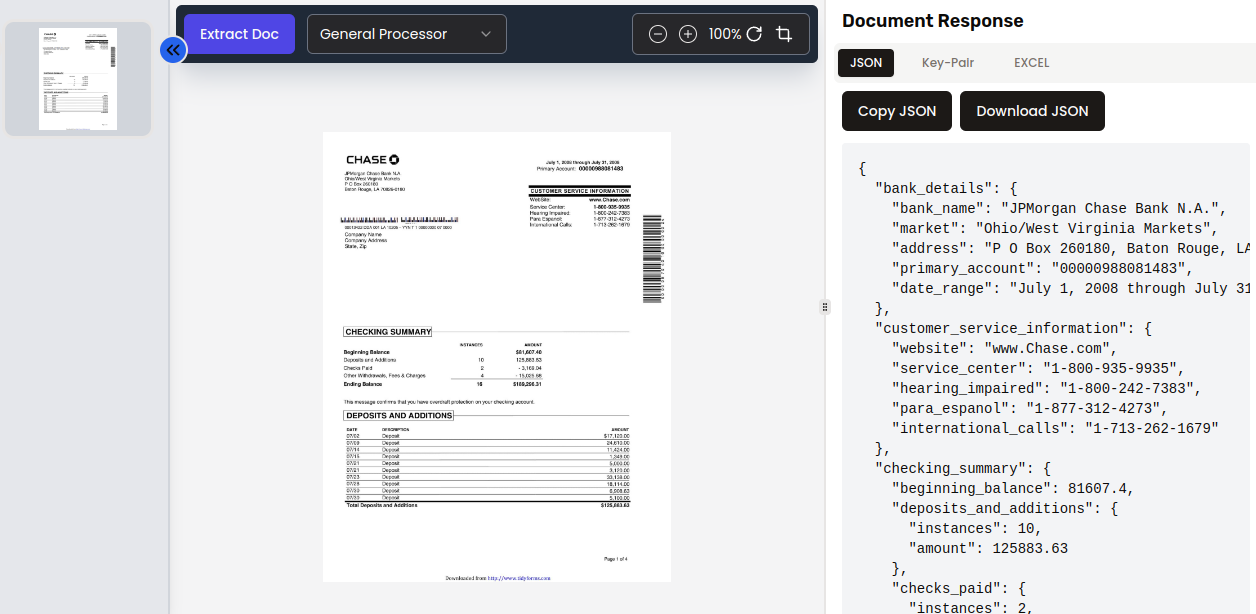 Extract Doc
General Processor
100%
Document Response
JSON
Key-Pair
EXCEL
Copy JSON
Download JSON
CHASE
JPMorgan Chase Bank N.A
Ohio/West Virginia Markets
P O Box 260180
Baton Rouge, LA 70826-0180
July 1, 2008 through July 31, 2008
Primary Account: 00000988081483
CUSTOMER SERVICE INFORMATION
WebSite: www.Chase.com
Service Center: 1-800-935-9935
Hearing Impaired: 1-800-242-7383
Para Espanol: 1-877-312-4273
International Calls: 1-713-262-1679
Company Name
Company Address
State, Zip
CHECKING SUMMARY
INSTANCES AMOUNT
Beginning Balance $81,607.40
Deposits and Additions 10 125,883.63
Checks Paid 2 - 3,169.04
Other Withdrawals, Fees & Charges 4 - 15,025.68
Ending Balance 16 $189,296.31
This message confirms that you have overdraft protection on your checking account.
DEPOSITS AND ADDITIONS
DATE DESCRIPTION AMOUNT
07/02 Deposit $17,120.00
07/09 Deposit 24,610.00
07/14 Deposit 11,424.00
07/15 Deposit 1,349.00
07/21 Deposit 5,000.00
07/21 Deposit 3,120.00
07/23 Deposit 33,138.00
07/28 Deposit 18,114.00
07/30 Deposit 6,908.63
07/30 Deposit 5,100.00
Total Deposits and Additions $125,883.63
Page 1 of 4
Downloaded from http://www.tidyforms.com
{
"bank_details": {
"bank_name": "JPMorgan Chase Bank N.A.",
"market": "Ohio/West Virginia Markets",
"address": "P O Box 260180, Baton Rouge, LA
"primary_account": "00000988081483",
"date_range": "July 1, 2008 through July 31
},
"customer_service_information": {
"website": "www.Chase.com",
"service_center": "1-800-935-9935",
"hearing_impaired": "1-800-242-7383",
"para_espanol": "1-877-312-4273",
"international_calls": "1-713-262-1679"
},
"checking_summary": {
"beginning_balance": 81607.4,
"deposits_and_additions": {
"instances": 10,
"amount": 125883.63
},
"checks_paid": {
"instances": 2,